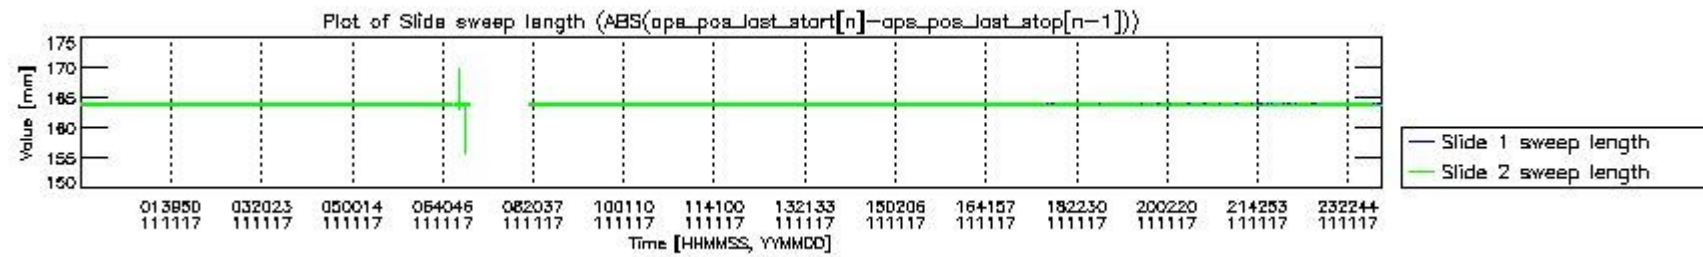 Plot of Slide sweep length (ABS(aps_pos_last_start[n]-aps_pos_last_stop[n-1]))
175
170
165
160
155
150
Value [mm]
013950 032023 050014 064046 082037 100110 114100 132133 150206 164157 182230 200220 214253 232244
111117 111117 111117 111117 111117 111117 111117 111117 111117 111117 111117 111117 111117 111117
Time [HHMMSS, YYMMDD]
Slide 1 sweep length
Slide 2 sweep length